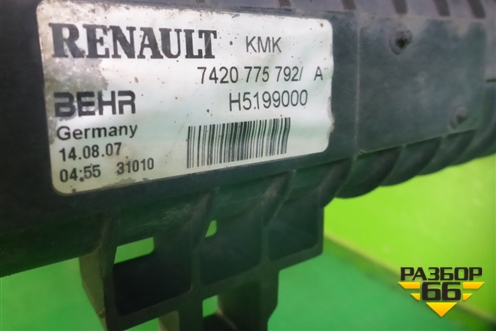 RENAULT KMK
7420 775 792/ A
BEHR H5199000
Germany
14.08.07
04:55 31010
РАЗБОР
66